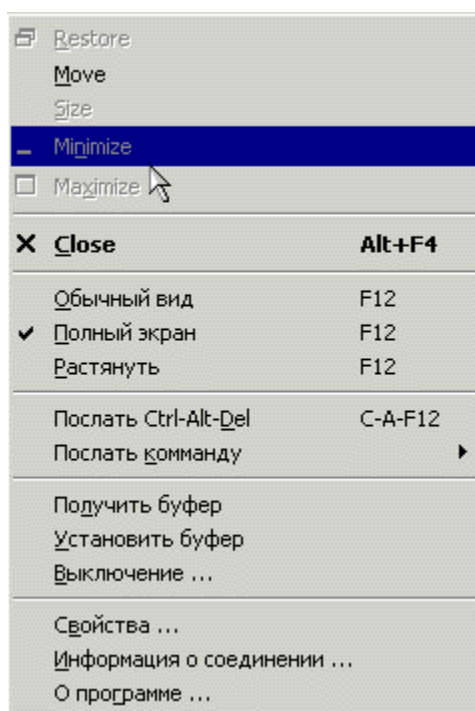 Restore
Move
Size
Minimize
Maximize
Close Alt+F4
Обычный вид F12
Полный экран F12
Растянуть F12
Послать Ctrl-Alt-Del C-A-F12
Послать комманду
Получить буфер
Установить буфер
Выключение ...
Свойства ...
Информация о соединении ...
О программе ...